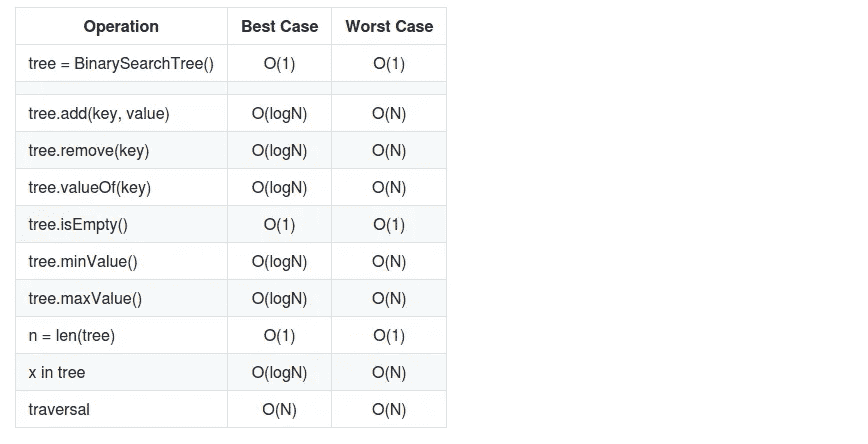 Operation Best Case Worst Case
tree = BinarySearchTree() O(1) O(1)
tree.add(key, value) O(logN) O(N)
tree.remove(key) O(logN) O(N)
tree.valueOf(key) O(logN) O(N)
tree.isEmpty() O(1) O(1)
tree.minValue() O(logN) O(N)
tree.maxValue() O(logN) O(N)
n = len(tree) O(1) O(1)
x in tree O(logN) O(N)
traversal O(N) O(N)